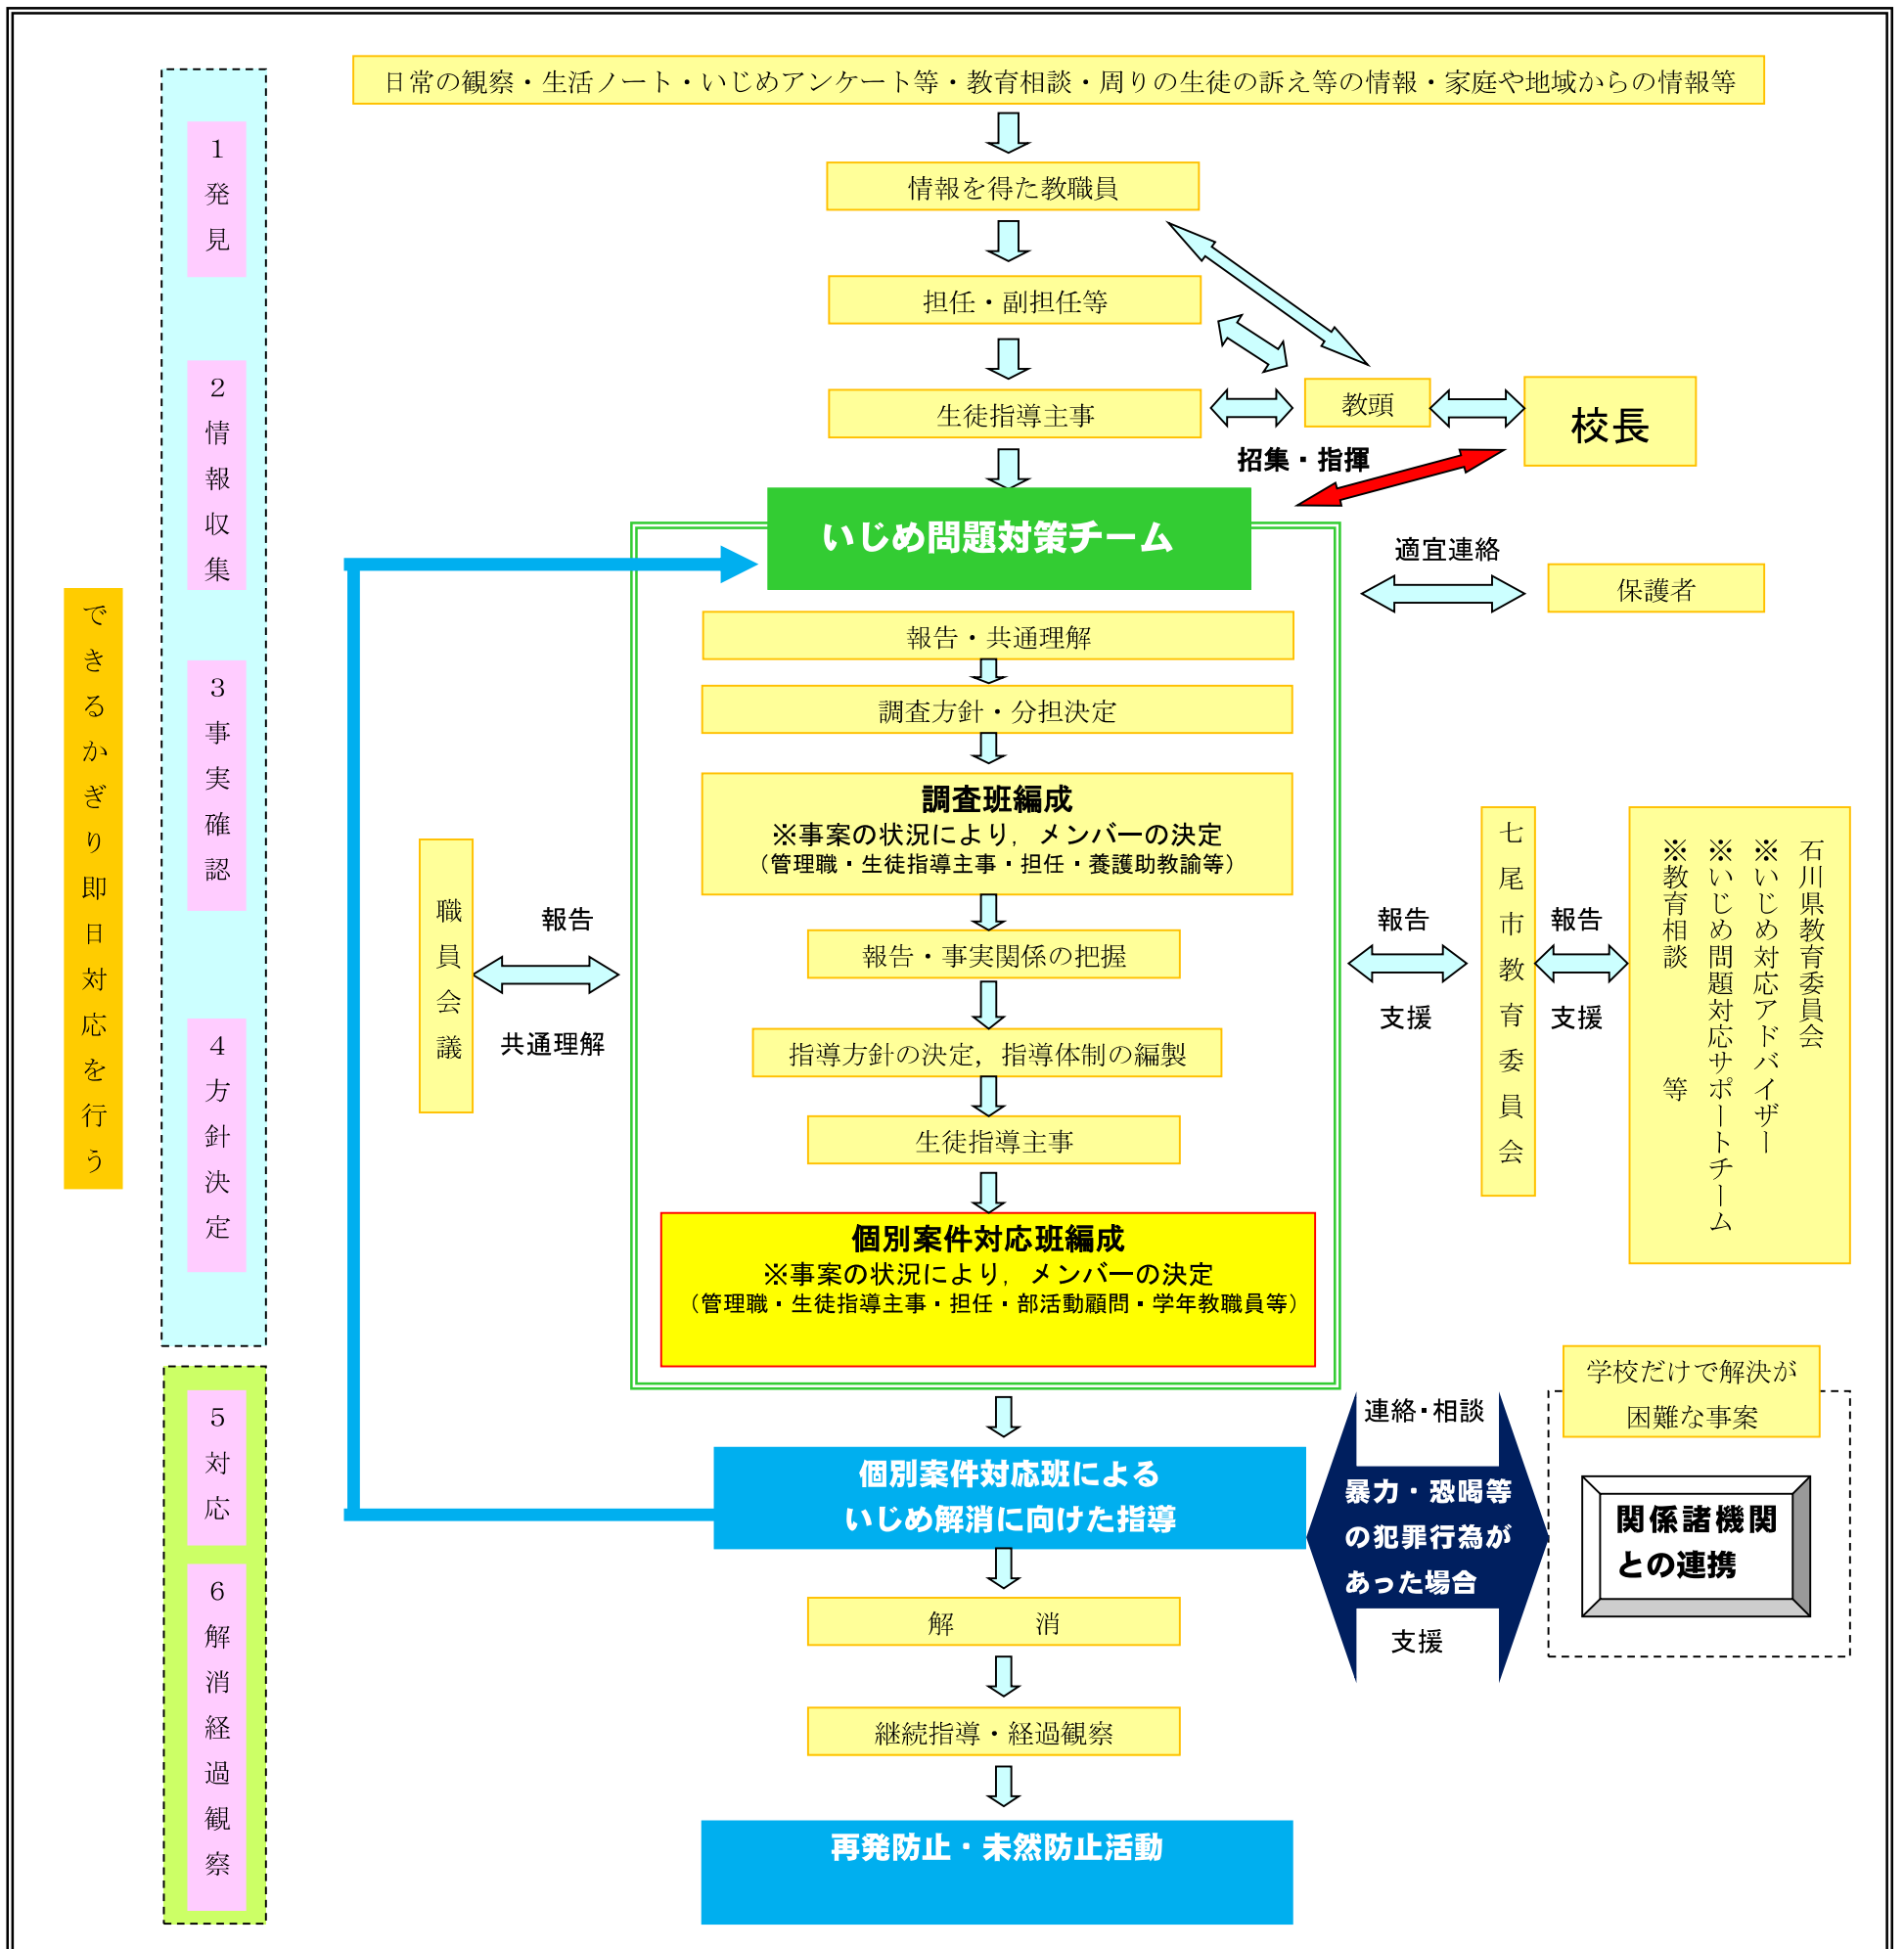 日常の観察・生活ノート・いじめアンケート等・教育相談・周りの生徒の訴え等の情報・家庭や地域からの情報等
１発見
情報を得た教職員
担任・副担任等
２情報収集
生徒指導主事
教頭
校長
招集・指揮
いじめ問題対策チーム
適宜連絡
保護者
できるかぎり即日対応を行う
報告・共通理解
３事実確認
調査方針・分担決定
調査班編成
※事案の状況により，メンバーの決定
（管理職・生徒指導主事・担任・養護助教諭等）
職員会議
報告
共通理解
報告・事実関係の把握
報告
支援
七尾市教育委員会
報告
支援
石川県教育委員会
※いじめ対応アドバイザー
※いじめ問題対応サポートチーム
※教育相談　　　等
４方針決定
指導方針の決定，指導体制の編製
生徒指導主事
個別案件対応班編成
※事案の状況により，メンバーの決定
（管理職・生徒指導主事・担任・部活動顧問・学年教職員等）
５対応
個別案件対応班による
いじめ解消に向けた指導
連絡・相談
暴力・恐喝等
の犯罪行為が
あった場合
支援
学校だけで解決が
困難な事案
関係諸機関
との連携
６解消経過観察
解　　　消
継続指導・経過観察
再発防止・未然防止活動